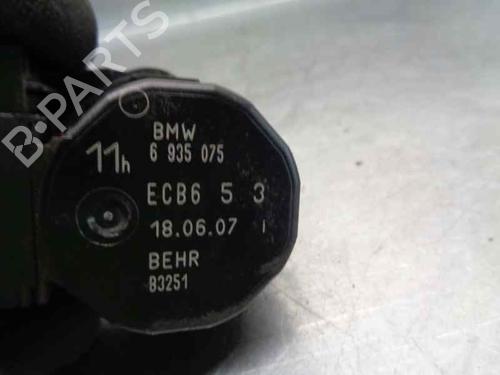 B-PARTS
BMW
11h 6 935 075
ECB6 5 3
18.06.07 I
BEHR
83251